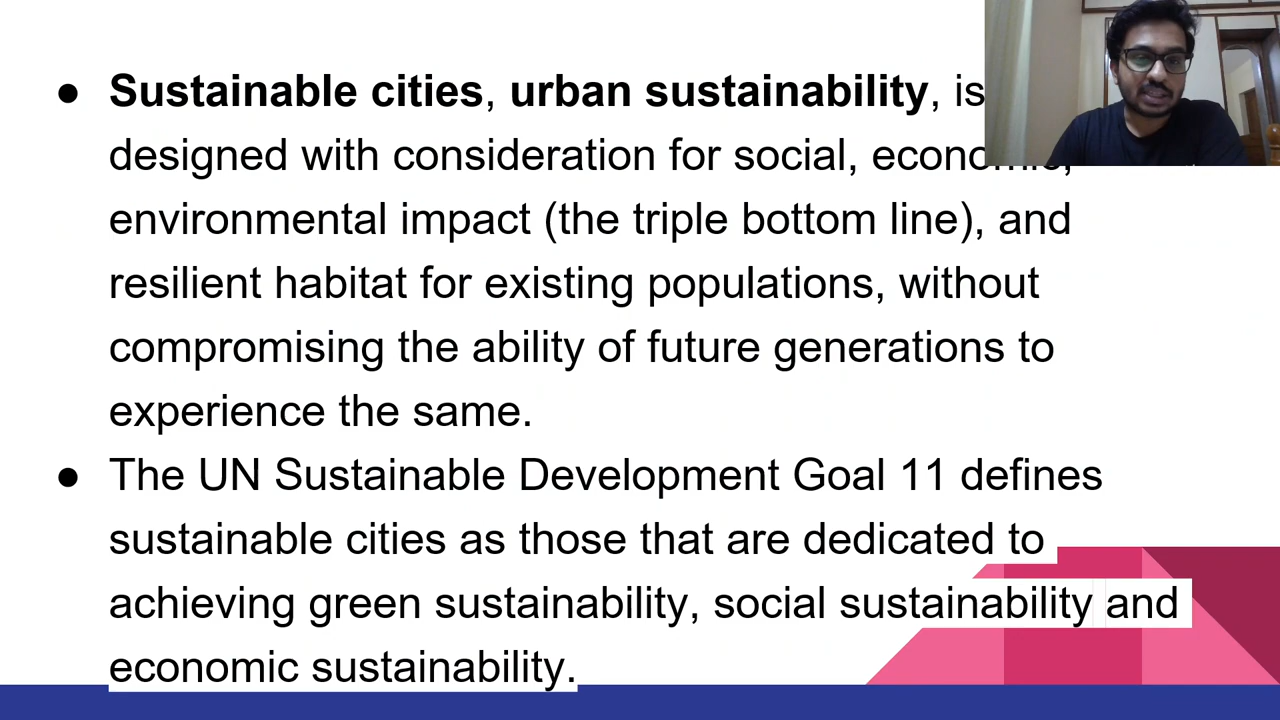 ● Sustainable cities, urban sustainability, is
designed with consideration for social, economic,
environmental impact (the triple bottom line), and
resilient habitat for existing populations, without
compromising the ability of future generations to
experience the same.
● The UN Sustainable Development Goal 11 defines
sustainable cities as those that are dedicated to
achieving green sustainability, social sustainability and
economic sustainability.